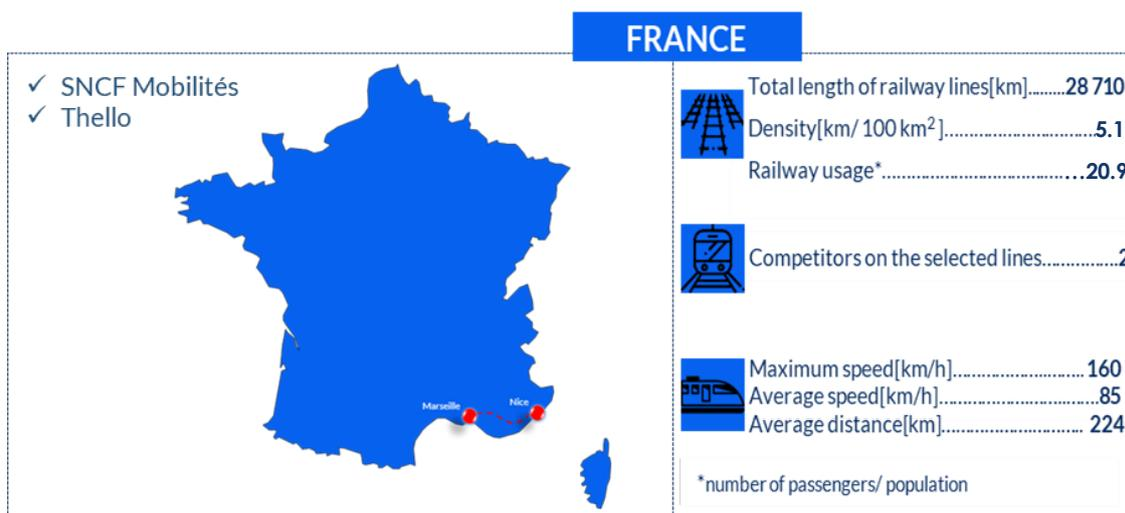 FRANCE
✓ SNCF Mobilités
✓ Thello
Marseille
Nice
Total length of railway lines[km]........28 710
Density[km/ 100 km²]................................5.1
Railway usage*........................................20.9
Competitors on the selected lines...............2
Maximum speed[km/h]............................ 160
Average speed[km/h]................................85
Average distance[km]............................. 224
*number of passengers/ population